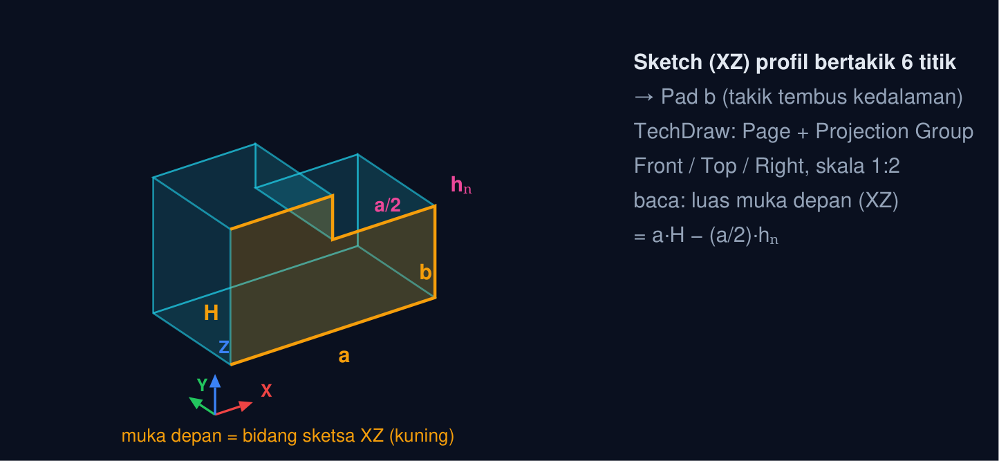 Sketch (XZ) profil bertakik 6 titik
→ Pad b (takik tembus kedalaman)
TechDraw: Page + Projection Group
Front / Top / Right, skala 1:2
baca: luas muka depan (XZ)
= a·H − (a/2)·hₙ
hₙ
a/2
b
H
Z
a
Y
X
muka depan = bidang sketsa XZ (kuning)